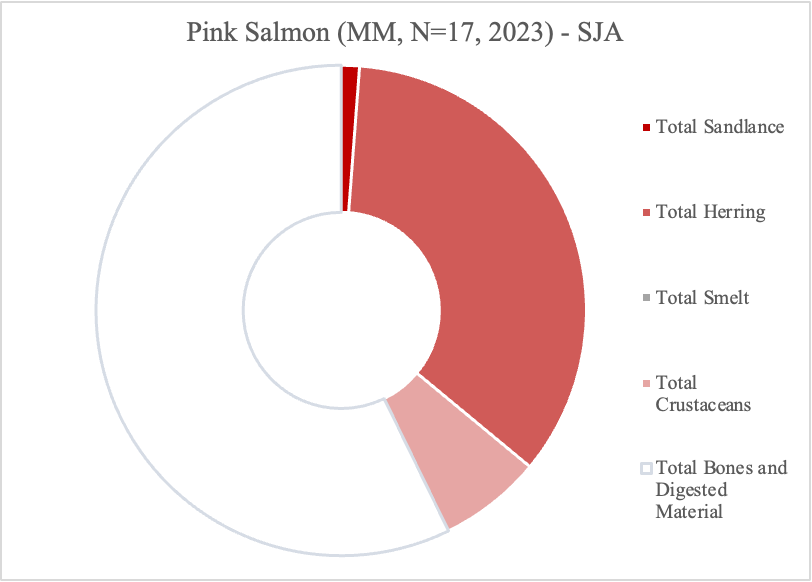 Pink Salmon (MM, N=17, 2023) - SJA
Total Sandlance
Total Herring
Total Smelt
Total
Crustaceans
Total Bones and
Digested
Material